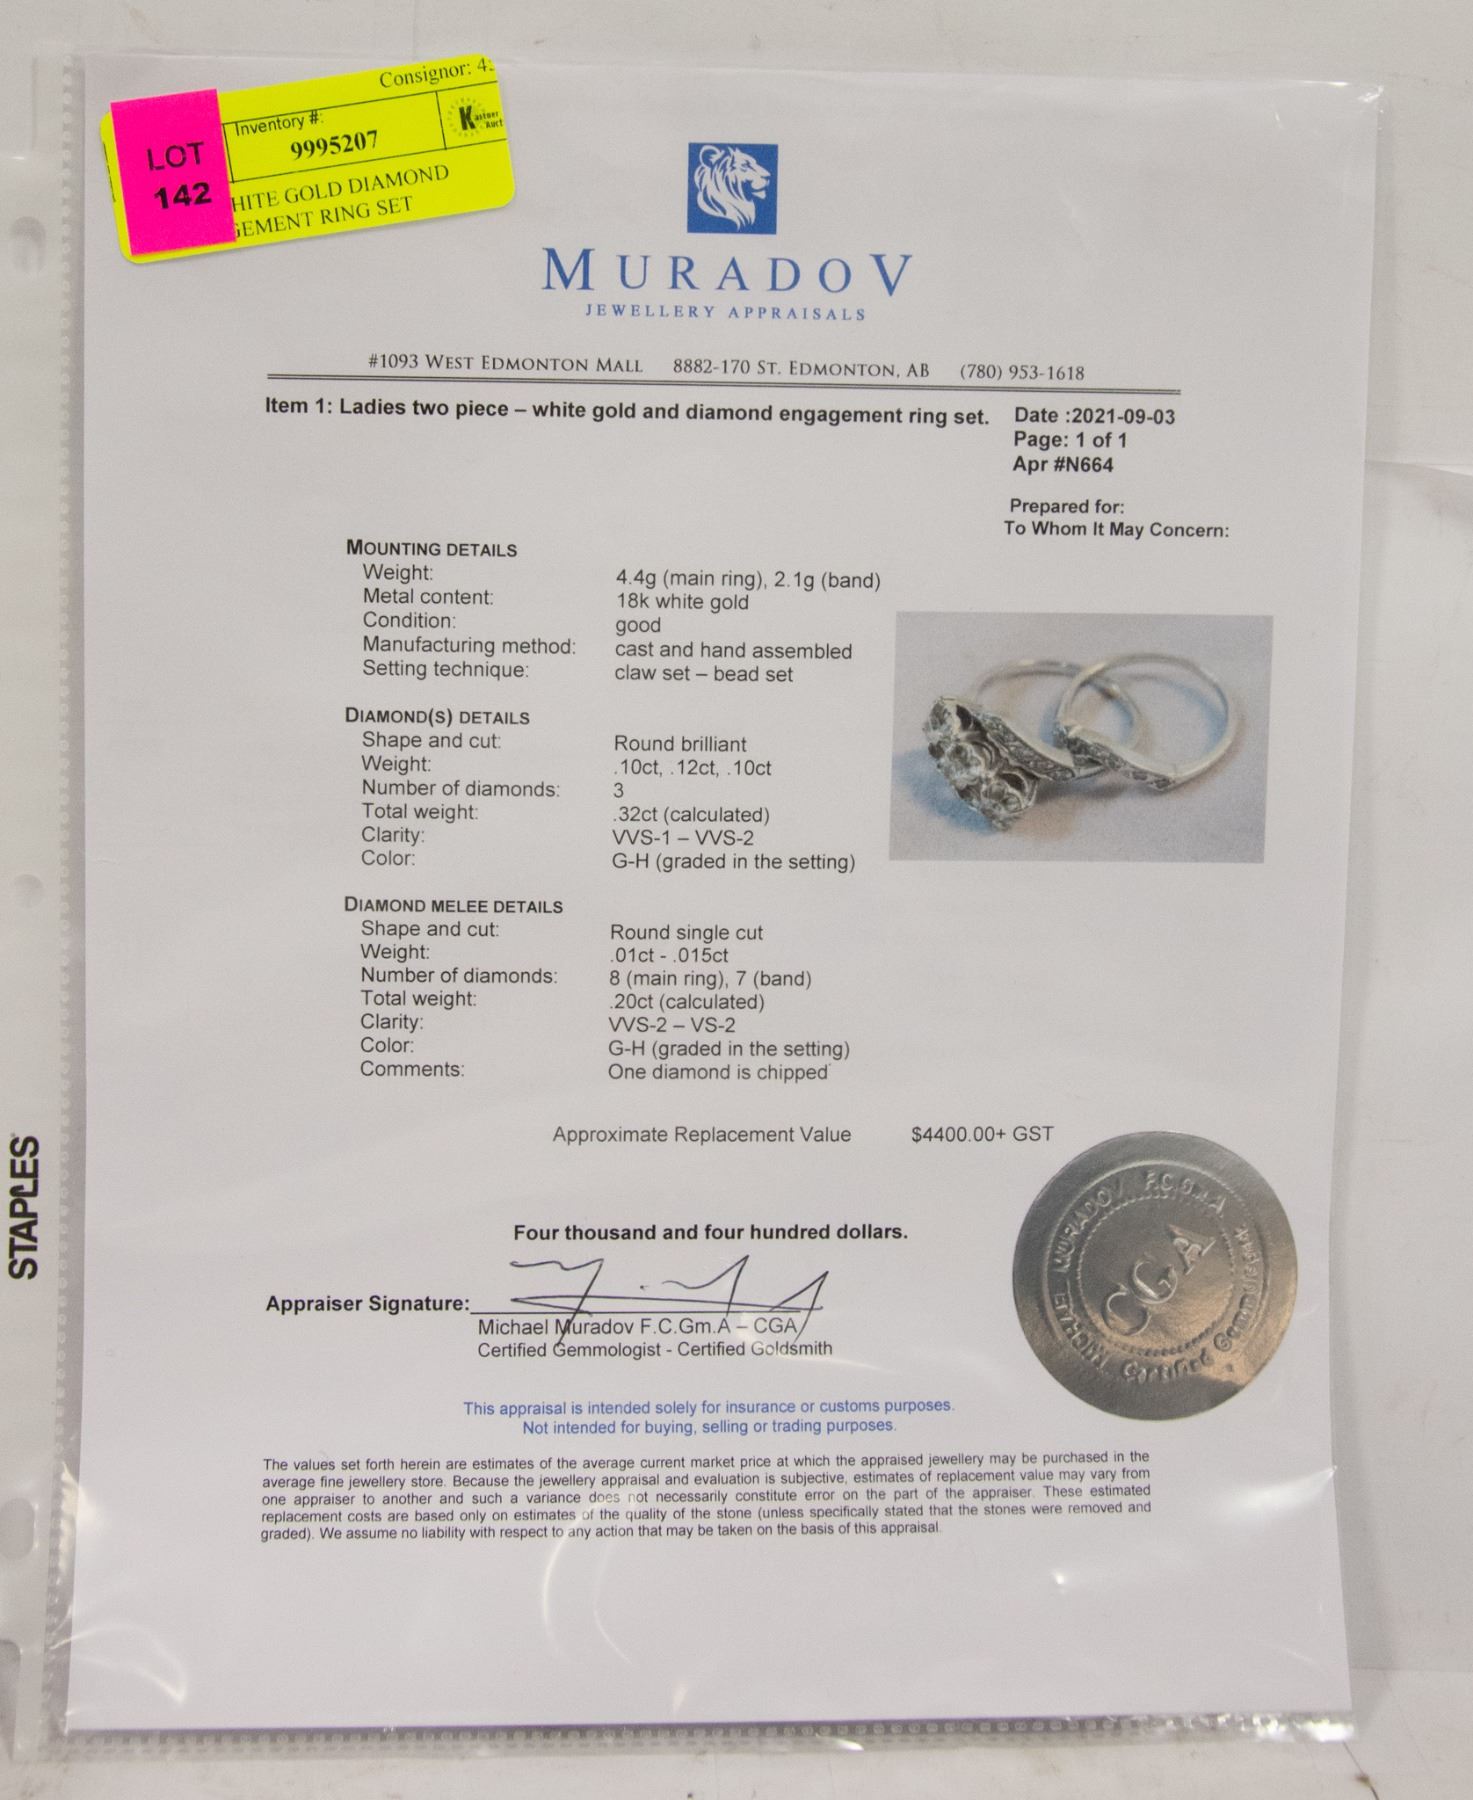 Consignor:
Inventory #:
9995207
LOT
142
Kastner
Auct
HITE GOLD DIAMOND
GEMENT RING SET
MURADOV
JEWELLERY APPRAISALS
#1093 WEST EDMONTON MALL 8882-170 ST. EDMONTON, AB (780) 953-1618
Item 1: Ladies two piece – white gold and diamond engagement ring set.
Date :2021-09-03
Page: 1 of 1
Apr #N664
Prepared for:
To Whom It May Concern:
MOUNTING DETAILS
Weight: 4.4g (main ring), 2.1g (band)
Metal content: 18k white gold
Condition: good
Manufacturing method: cast and hand assembled
Setting technique: claw set – bead set
DIAMOND(S) DETAILS
Shape and cut: Round brilliant
Weight: .10ct, .12ct, .10ct
Number of diamonds: 3
Total weight: .32ct (calculated)
Clarity: VVS-1 – VVS-2
Color: G-H (graded in the setting)
DIAMOND MELEE DETAILS
Shape and cut: Round single cut
Weight: .01ct - .015ct
Number of diamonds: 8 (main ring), 7 (band)
Total weight: .20ct (calculated)
Clarity: VVS-2 – VS-2
Color: G-H (graded in the setting)
Comments: One diamond is chipped
Approximate Replacement Value $4400.00+ GST
Four thousand and four hundred dollars.
Appraiser Signature:
Michael Muradov F.C.Gm.A – CGA
Certified Gemmologist - Certified Goldsmith
MICHAEL MURADOV F.C.G.A
CGA
Certified
This appraisal is intended solely for insurance or customs purposes.
Not intended for buying, selling or trading purposes.
The values set forth herein are estimates of the average current market price at which the appraised jewellery may be purchased in the
average fine jewellery store. Because the jewellery appraisal and evaluation is subjective, estimates of replacement value may vary from
one appraiser to another and such a variance does not necessarily constitute error on the part of the appraiser. These estimated
replacement costs are based only on estimates of the quality of the stone (unless specifically stated that the stones were removed and
graded). We assume no liability with respect to any action that may be taken on the basis of this appraisal.
STAPLES